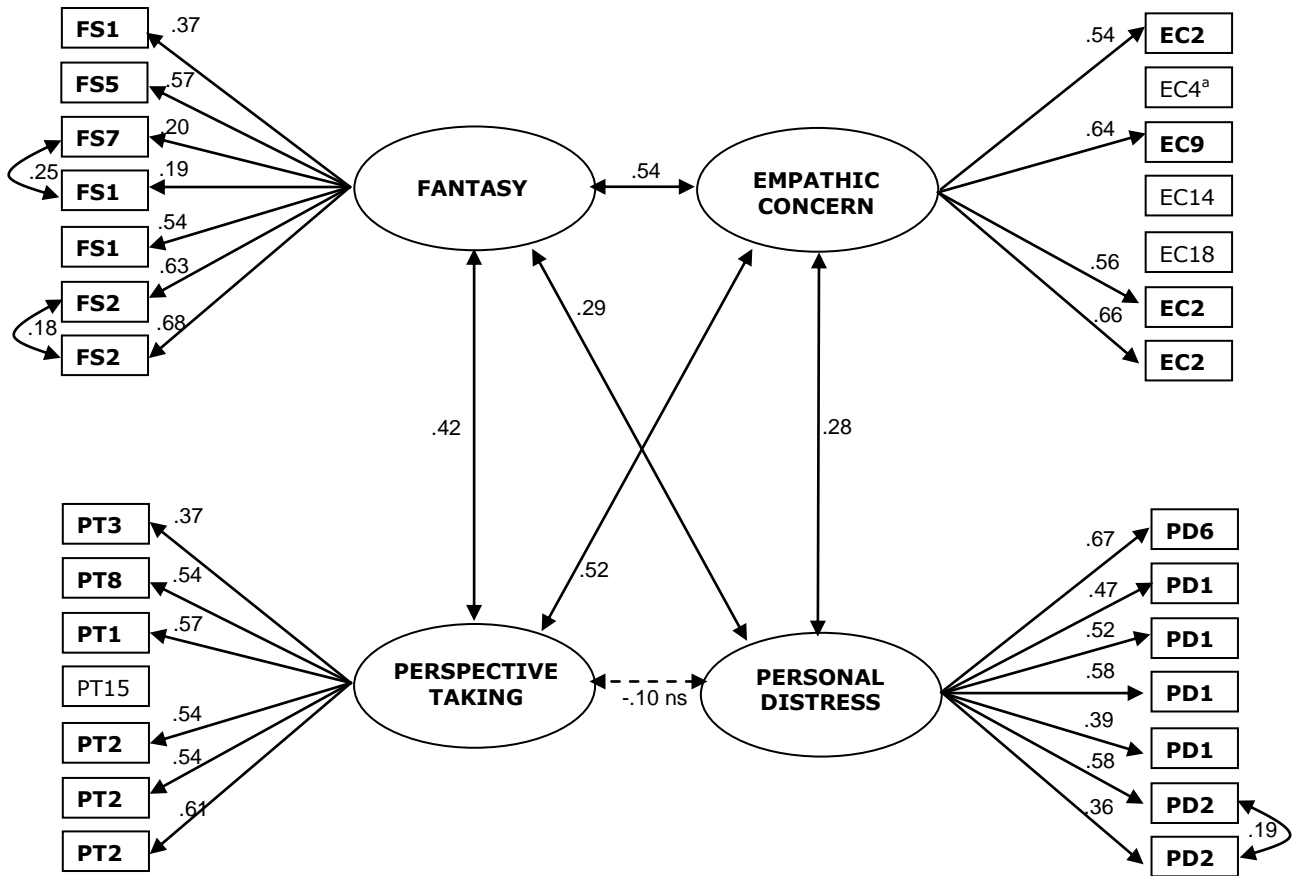 FS1
.37
FS5
.57
FS7
.20
.25
FS1
.19
FS1
.54
FS2
.63
.18
FS2
.68
FANTASY
.54
EMPATHIC
CONCERN
.54
EC2
EC4ᵃ
.64
EC9
EC14
EC18
.56
EC2
.66
EC2
.29
.42
.28
.52
PT3
.37
PT8
.54
PT1
.57
PT15
PT2
.54
PT2
.54
PT2
.61
PERSPECTIVE
TAKING
-.10 ns
PERSONAL
DISTRESS
.67
PD6
.47
PD1
.52
PD1
.58
PD1
.39
PD1
.58
PD2
.36
.19
PD2